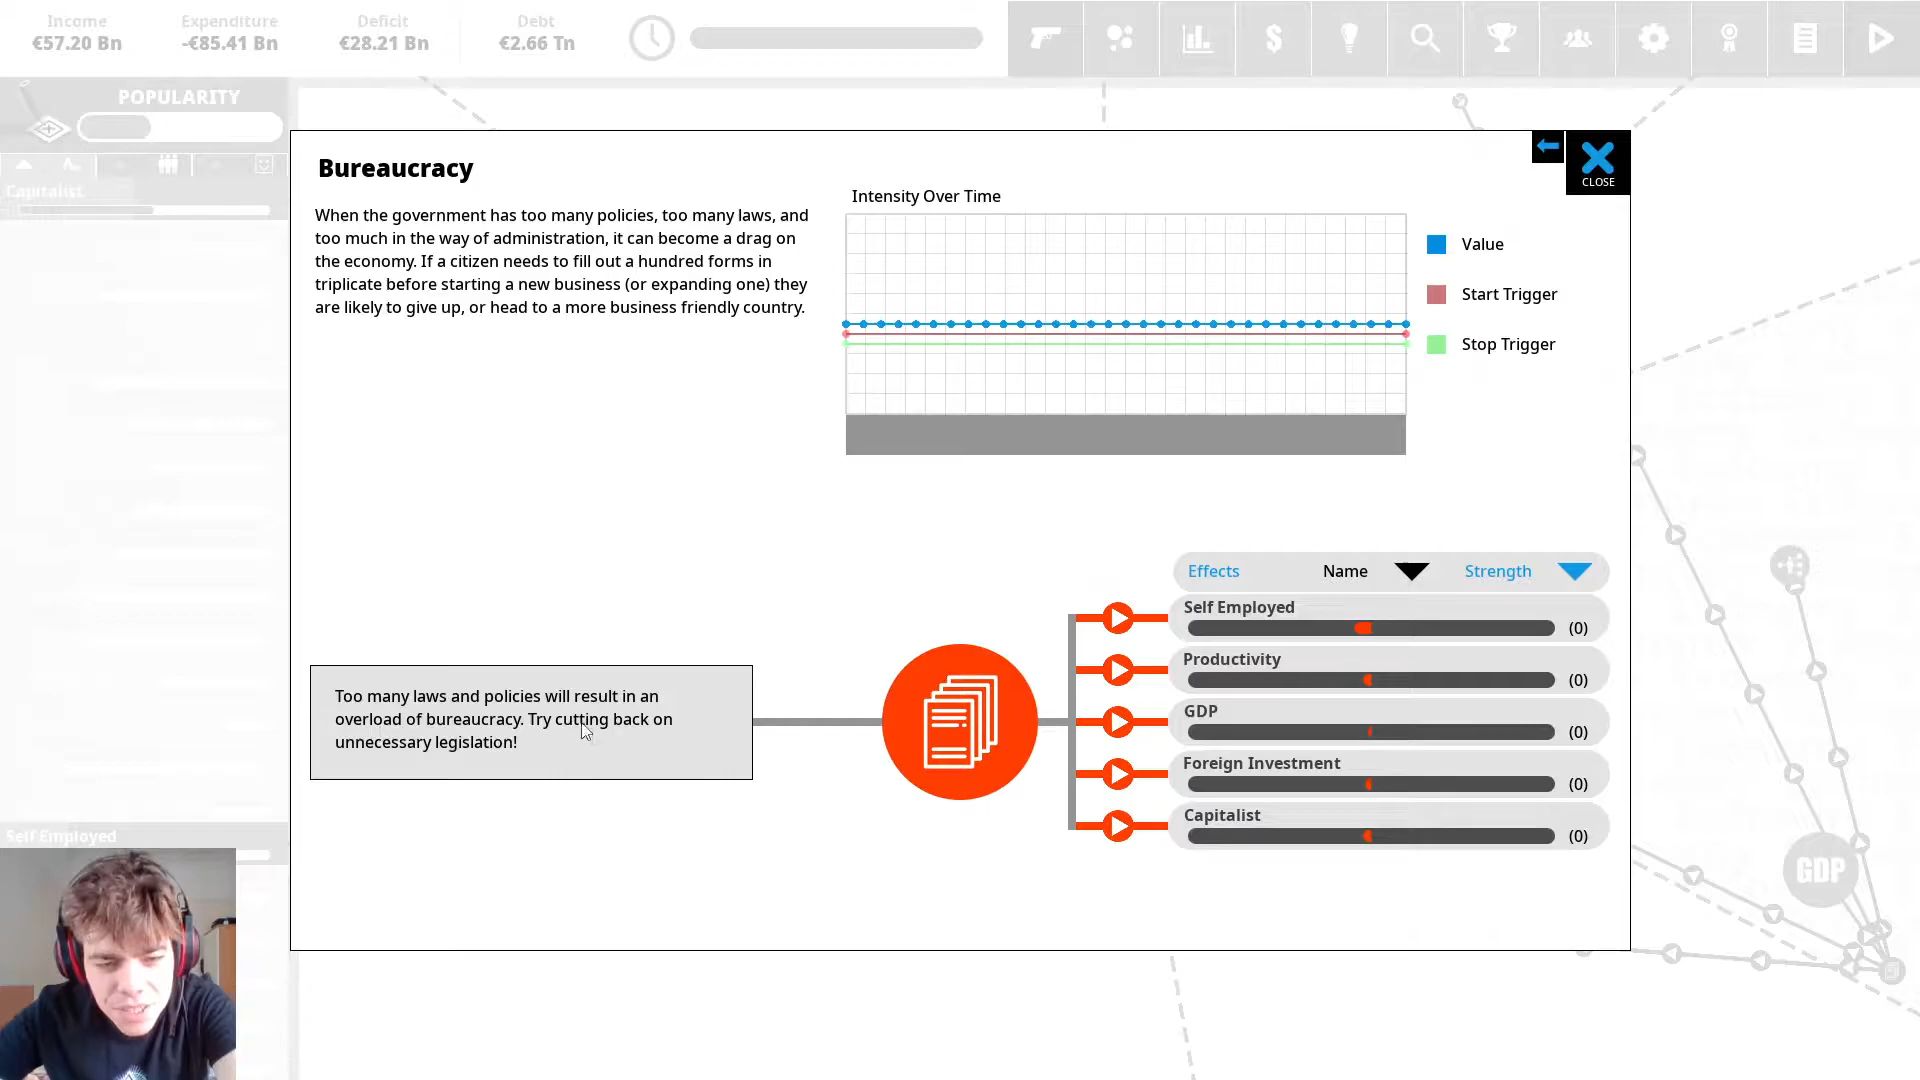 Income
Expenditure
Deficit
Debt
€57.20 Bn
-€85.41 Bn
€28.21 Bn
€2.66 Tn
POPULARITY
Capitalist
Bureaucracy
CLOSE
Intensity Over Time
When the government has too many policies, too many laws, and
too much in the way of administration, it can become a drag on
the economy. If a citizen needs to fill out a hundred forms in
triplicate before starting a new business (or expanding one) they
are likely to give up, or head to a more business friendly country.
Value
Start Trigger
Stop Trigger
Effects
Name
Strength
Self Employed
(0)
Productivity
(0)
GDP
(0)
Foreign Investment
(0)
Capitalist
(0)
Too many laws and policies will result in an
overload of bureaucracy. Try cutting back on
unnecessary legislation!
Self Employed
GDP